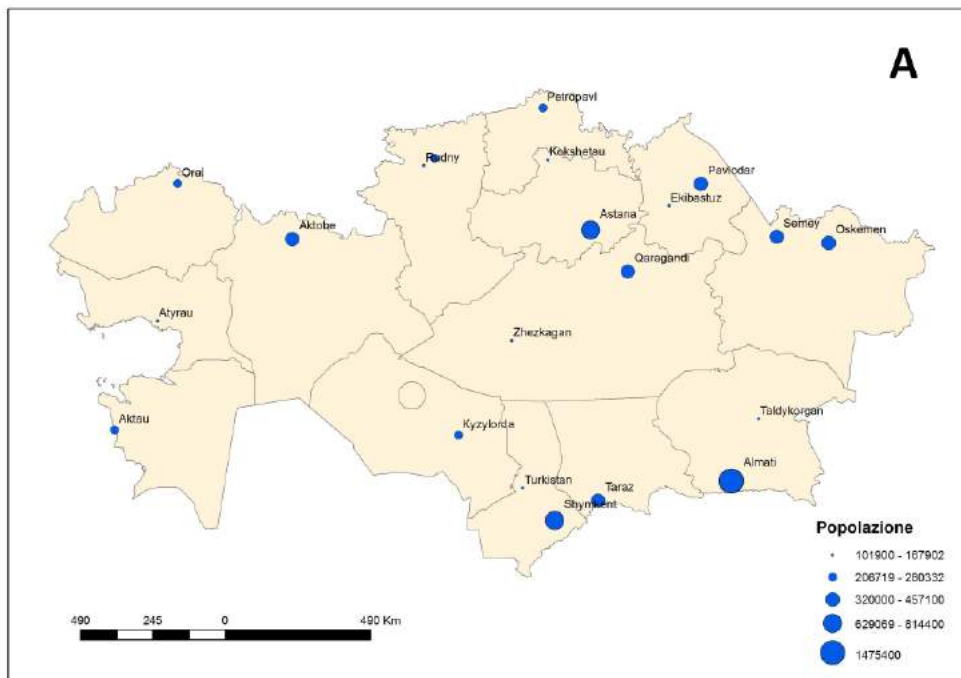 A
Petropavl
Rudny
Kokshetau
Oral
Pavlodar
Ekibastuz
Astana
Aktobe
Semey
Oskemen
Qaragandi
Atyrau
Zhezkagan
Aktau
Kyzylorda
Taldykorgan
Turkistan
Taraz
Almati
Shymkent
Popolazione
101900 - 167902
206719 - 280332
320000 - 457100
629069 - 814400
1475400
490 245 0 490 Km